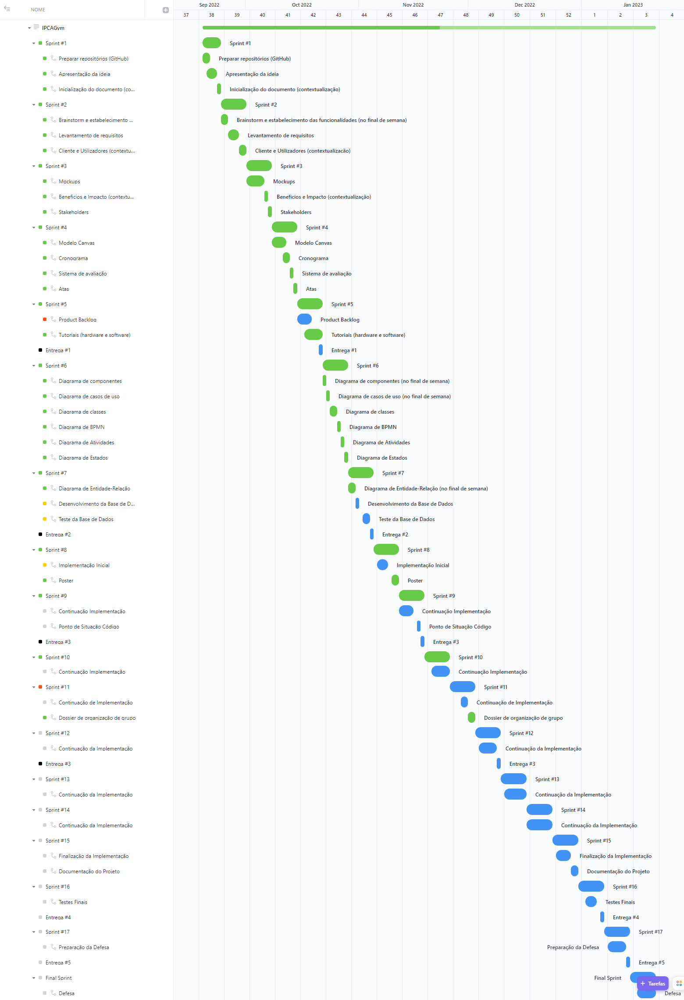 NOME
Sep 2022 Oct 2022 Nov 2022 Dec 2022 Jan 2023
37 38 39 40 41 42 43 44 45 46 47 48 49 50 51 52 1 2 3 4
IPCAGym
Sprint #1 Sprint #1
Preparar repositórios (GitHub) Preparar repositórios (GitHub)
Apresentação da ideia Apresentação da ideia
Inicialização do documento (co... Inicialização do documento (contextualização)
Sprint #2 Sprint #2
Brainstorm e estabelecimento ... Brainstorm e estabelecimento das funcionalidades (no final de semana)
Levantamento de requisitos Levantamento de requisitos
Cliente e Utilizadores (contextu... Cliente e Utilizadores (contextualizacão)
Sprint #3 Sprint #3
Mockups Mockups
Beneficios e Impacto (contextu... Beneficios e Impacto (contextualização)
Stakeholders Stakeholders
Sprint #4 Sprint #4
Modelo Canvas Modelo Canvas
Cronograma Cronograma
Sistema de avaliação Sistema de avaliação
Atas Atas
Sprint #5 Sprint #5
Product Backlog Product Backlog
Tutoriais (hardware e software) Tutoriais (hardware e software)
Entrega #1 Entrega #1
Sprint #6 Sprint #6
Diagrama de componentes Diagrama de componentes (no final de semana)
Diagrama de casos de uso Diagrama de casos de uso (no final de semana)
Diagrama de classes Diagrama de classes
Diagrama de BPMN Diagrama de BPMN
Diagrama de Atividades Diagrama de Atividades
Diagrama de Estados Diagrama de Estados
Sprint #7 Sprint #7
Diagrama de Entidade-Relação Diagrama de Entidade-Relação (no final de semana)
Desenvolvimento da Base de D... Desenvolvimento da Base de Dados
Teste da Base de Dados Teste da Base de Dados
Entrega #2 Entrega #2
Sprint #8 Sprint #8
Implementação Inicial Implementação Inicial
Poster Poster
Sprint #9 Sprint #9
Continuação Implementação Continuação Implementação
Ponto de Situação Código Ponto de Situação Código
Entrega #3 Entrega #3
Sprint #10 Sprint #10
Continuação Implementação Continuação Implementação
Sprint #11 Sprint #11
Continuação de Implementação Continuação de Implementação
Dossier de organização de grupo Dossier de organização de grupo
Sprint #12 Sprint #12
Continuação da Implementação Continuação da Implementação
Entrega #3 Entrega #3
Sprint #13 Sprint #13
Continuação da Implementação Continuação da Implementação
Sprint #14 Sprint #14
Continuação da Implementação Continuação da Implementação
Sprint #15 Sprint #15
Finalização da Implementação Finalização da Implementação
Documentação do Projeto Documentação do Projeto
Sprint #16 Sprint #16
Testes Finais Testes Finais
Entrega #4 Entrega #4
Sprint #17 Sprint #17
Preparação da Defesa Preparação da Defesa
Entrega #5 Entrega #5
Final Sprint Final Sprint
+ Tarefas
Defesa Defesa